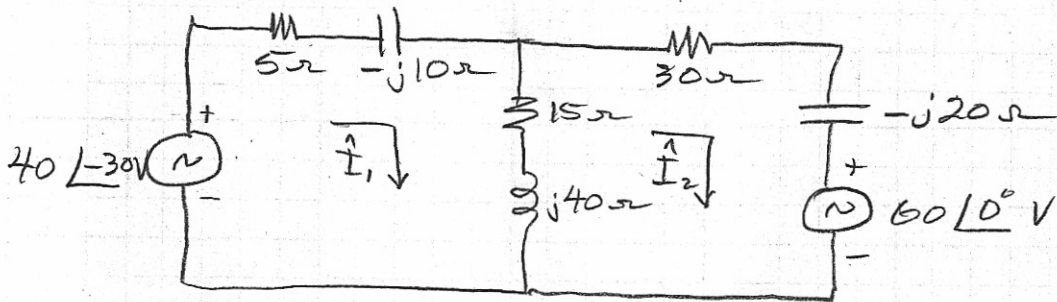 5Ω -j10Ω 30Ω
+ 15Ω -j20Ω
40 ∠-30V ~ Î₁ Î₂ +
- j40Ω ~ 60 ∠0° V
-